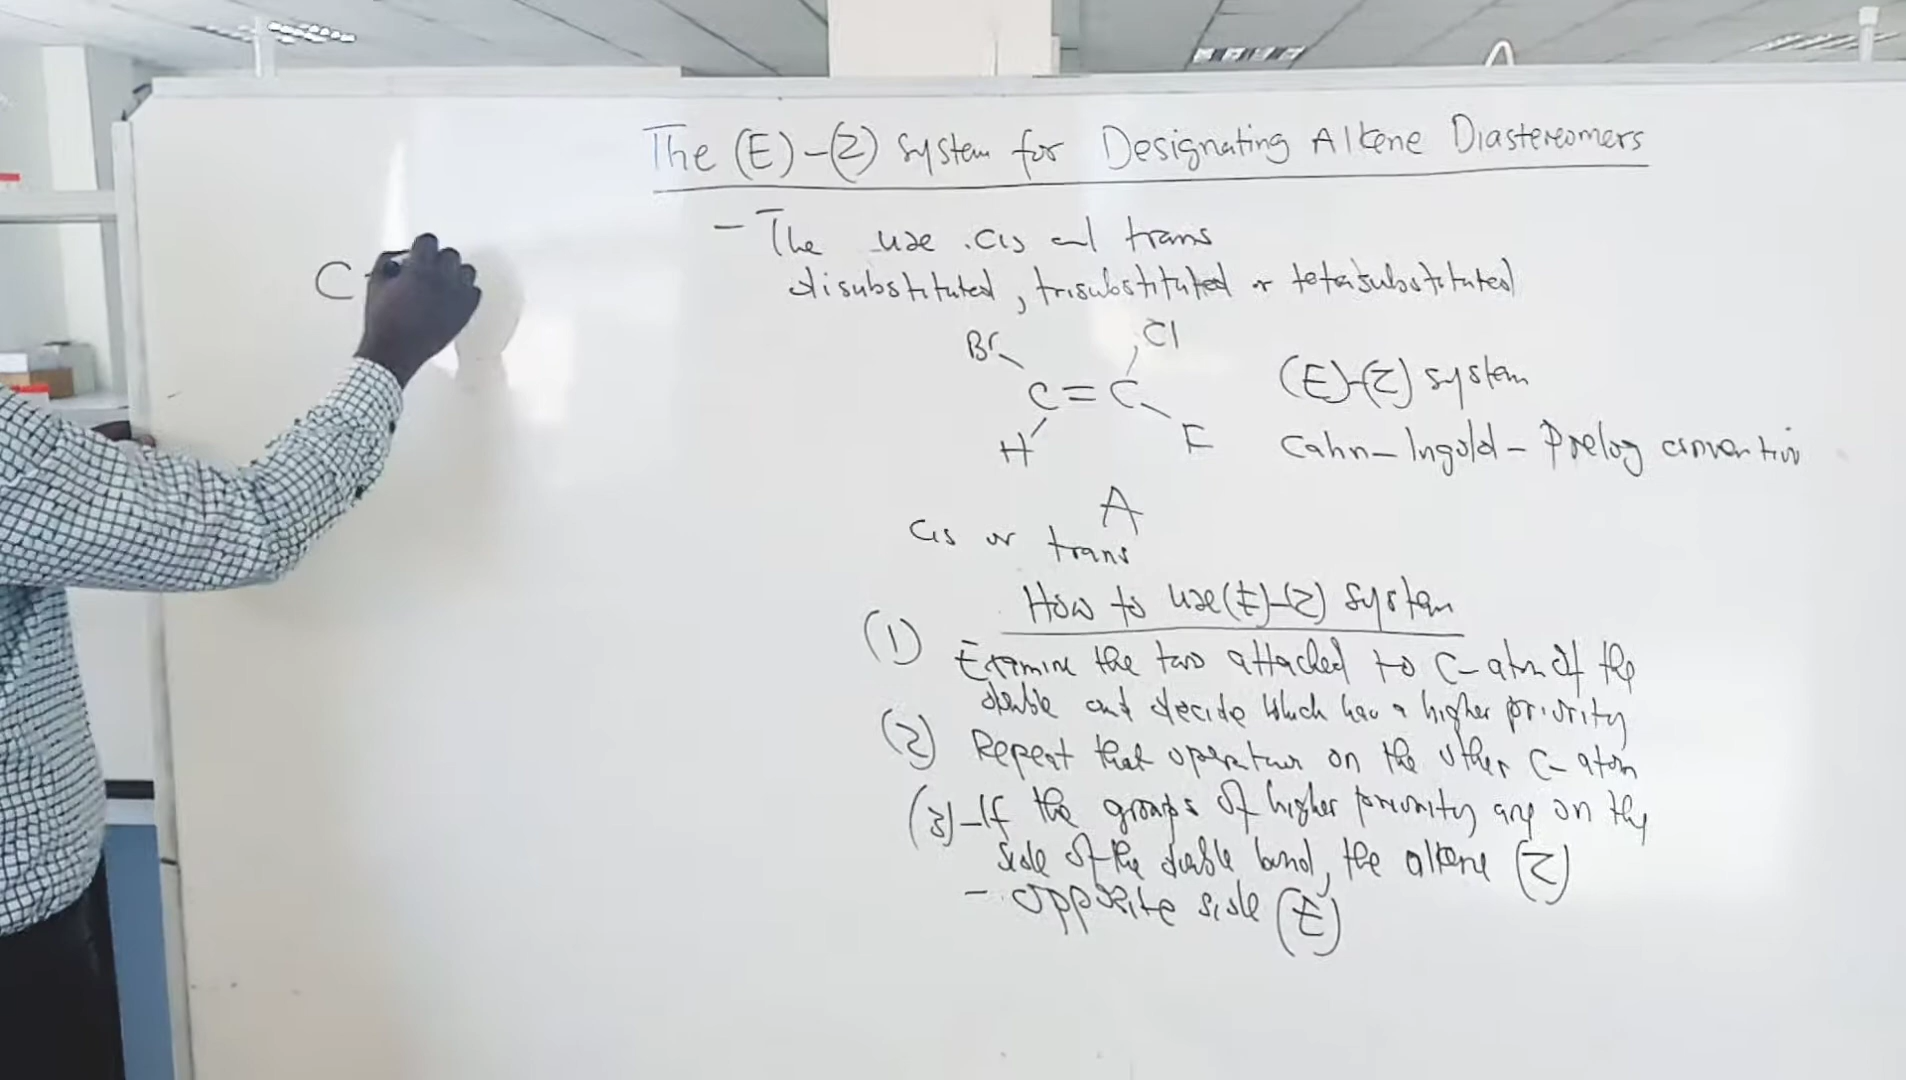 The (E)-(Z) System for Designating Alkene Diastereomers
- The use cis and trans
disubstituted, trisubstituted or tetrasubstituted
Br Cl
C=C
H F
(E)-(Z) system
Cahn-Ingold-Prelog convention
A
cis or trans
How to use (E)-(Z) system
(1) Examine the two attached to C-atom of the
double and decide which has a higher priority
(2) Repeat that operation on the other C-atom
(3) -If the groups of higher priority are on the
side of the double bond, the alkene (Z)
- opposite side (E)
C